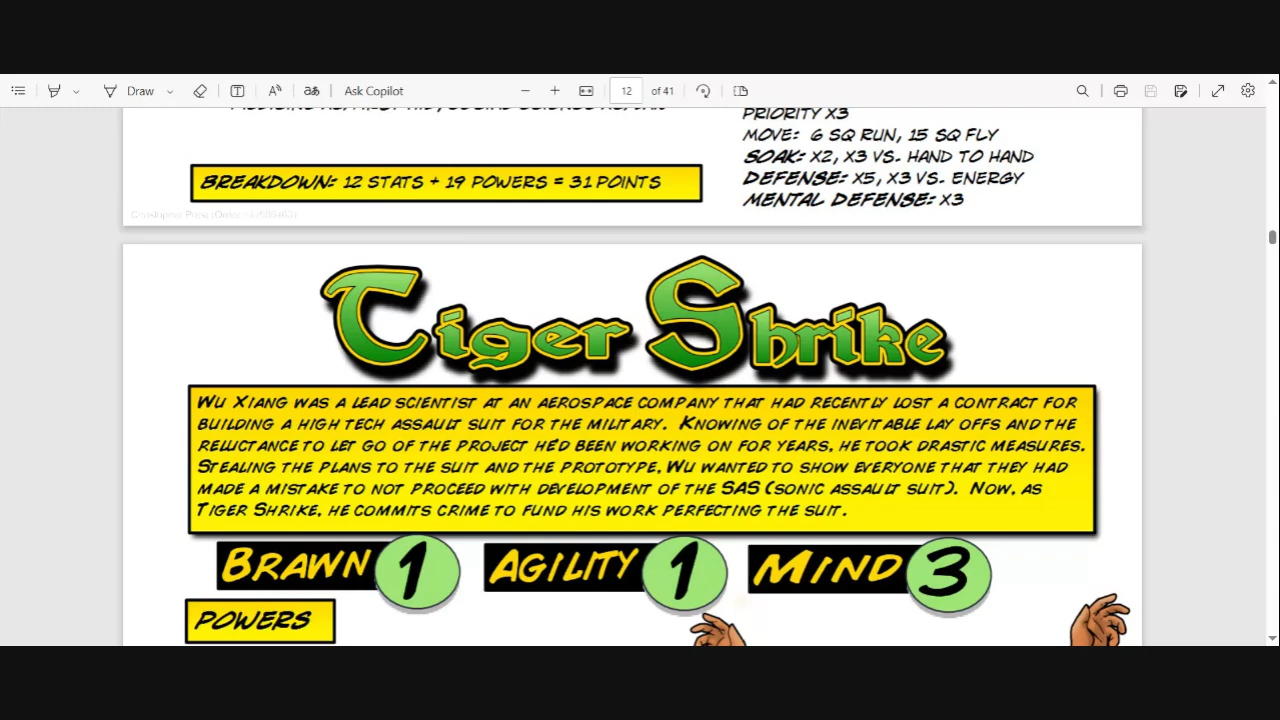 Draw
Ask Copilot
12 of 41
PRIORITY X3
MOVE: 6 SQ RUN, 15 SQ FLY
SOAK: X2, X3 VS. HAND TO HAND
DEFENSE: X5, X3 VS. ENERGY
MENTAL DEFENSE: X3
BREAKDOWN: 12 STATS + 19 POWERS = 31 POINTS
Tiger Shrike
WU XIANG WAS A LEAD SCIENTIST AT AN AEROSPACE COMPANY THAT HAD RECENTLY LOST A CONTRACT FOR
BUILDING A HIGH TECH ASSAULT SUIT FOR THE MILITARY. KNOWING OF THE INEVITABLE LAY OFFS AND THE
RELUCTANCE TO LET GO OF THE PROJECT HE'D BEEN WORKING ON FOR YEARS, HE TOOK DRASTIC MEASURES.
STEALING THE PLANS TO THE SUIT AND THE PROTOTYPE, WU WANTED TO SHOW EVERYONE THAT THEY HAD
MADE A MISTAKE TO NOT PROCEED WITH DEVELOPMENT OF THE SAS (SONIC ASSAULT SUIT). NOW, AS
TIGER SHRIKE, HE COMMITS CRIME TO FUND HIS WORK PERFECTING THE SUIT.
BRAWN 1 AGILITY 1 MIND 3
POWERS